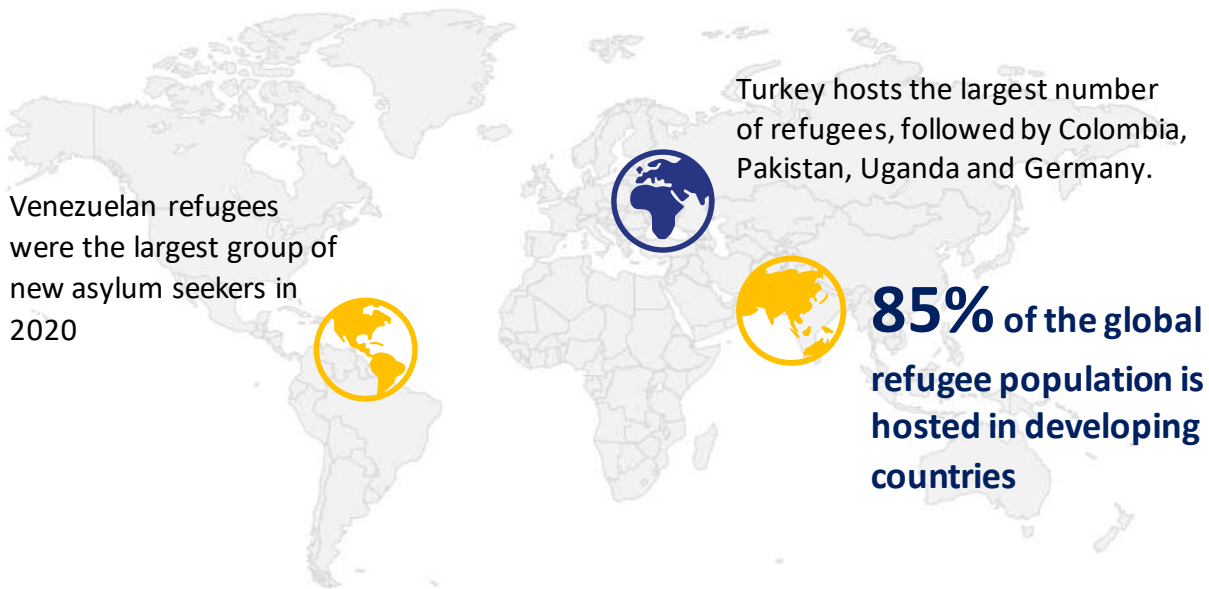 Turkey hosts the largest number
of refugees, followed by Colombia,
Pakistan, Uganda and Germany.
Venezuelan refugees
were the largest group of
new asylum seekers in
2020
85% of the global
refugee population is
hosted in developing
countries